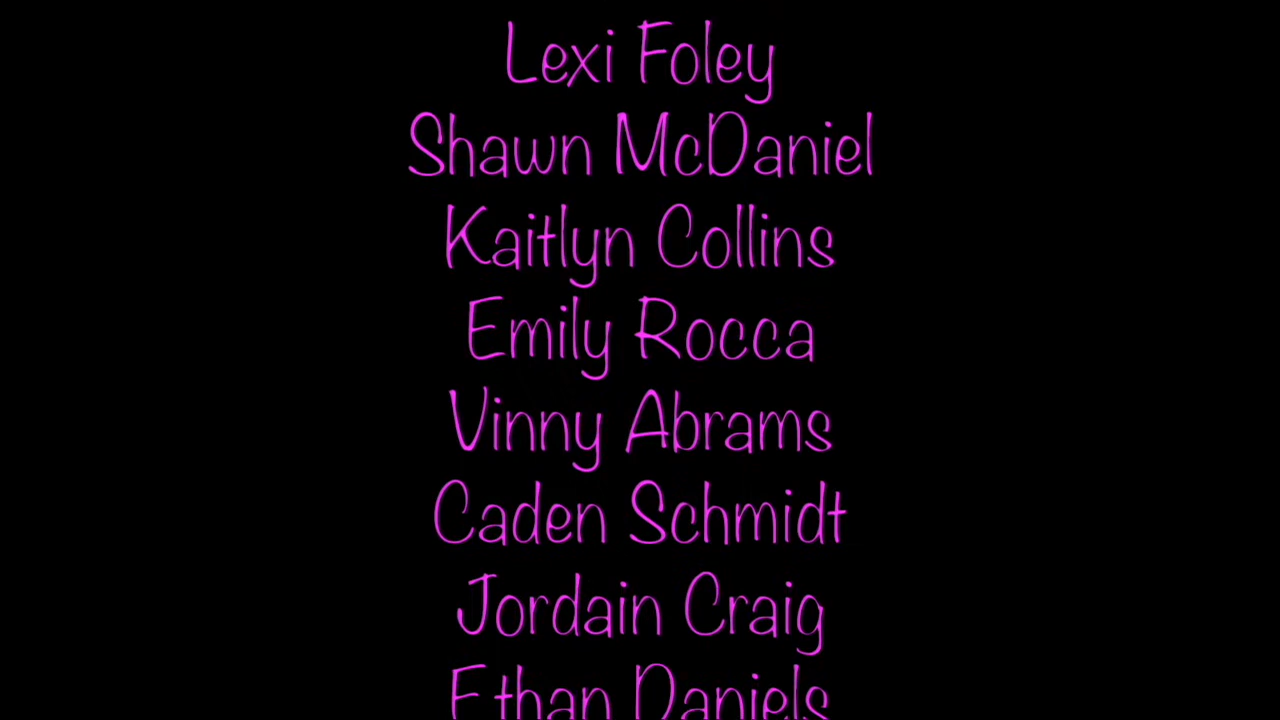 Lexi Foley
Shawn McDaniel
Kaitlyn Collins
Emily Rocca
Vinny Abrams
Caden Schmidt
Jordain Craig
Ethan Daniels